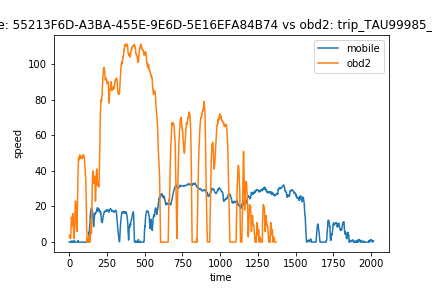 e: 55213F6D-A3BA-455E-9E6D-5E16EFA84B74 vs obd2: trip_TAU99985_
mobile
obd2
speed
100
80
60
40
20
0
0 250 500 750 1000 1250 1500 1750 2000
time